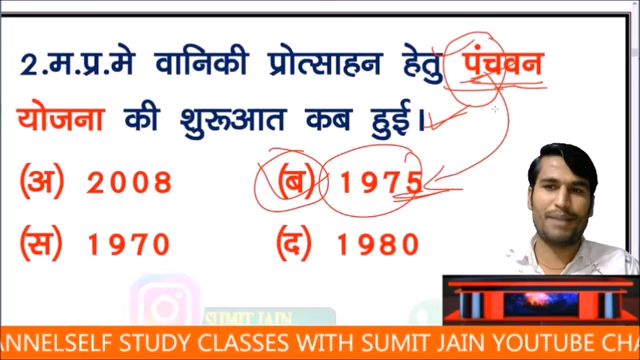 2.म.प्र.मे वानिकी प्रोत्साहन हेतु पंचवन
योजना की शुरूआत कब हुई।
(अ) 2008 (ब) 1975
(स) 1970 (द) 1980
SUMIT JAIN
ANNELSELF STUDY CLASSES WITH SUMIT JAIN YOUTUBE CHA